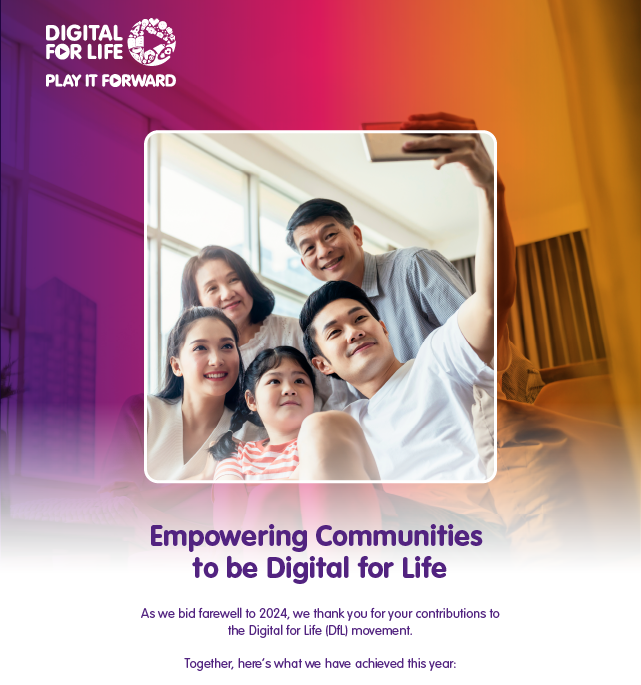 DIGITAL
FOR LIFE
PLAY IT FORWARD
Empowering Communities
to be Digital for Life
As we bid farewell to 2024, we thank you for your contributions to
the Digital for Life (DfL) movement.
Together, here's what we have achieved this year: